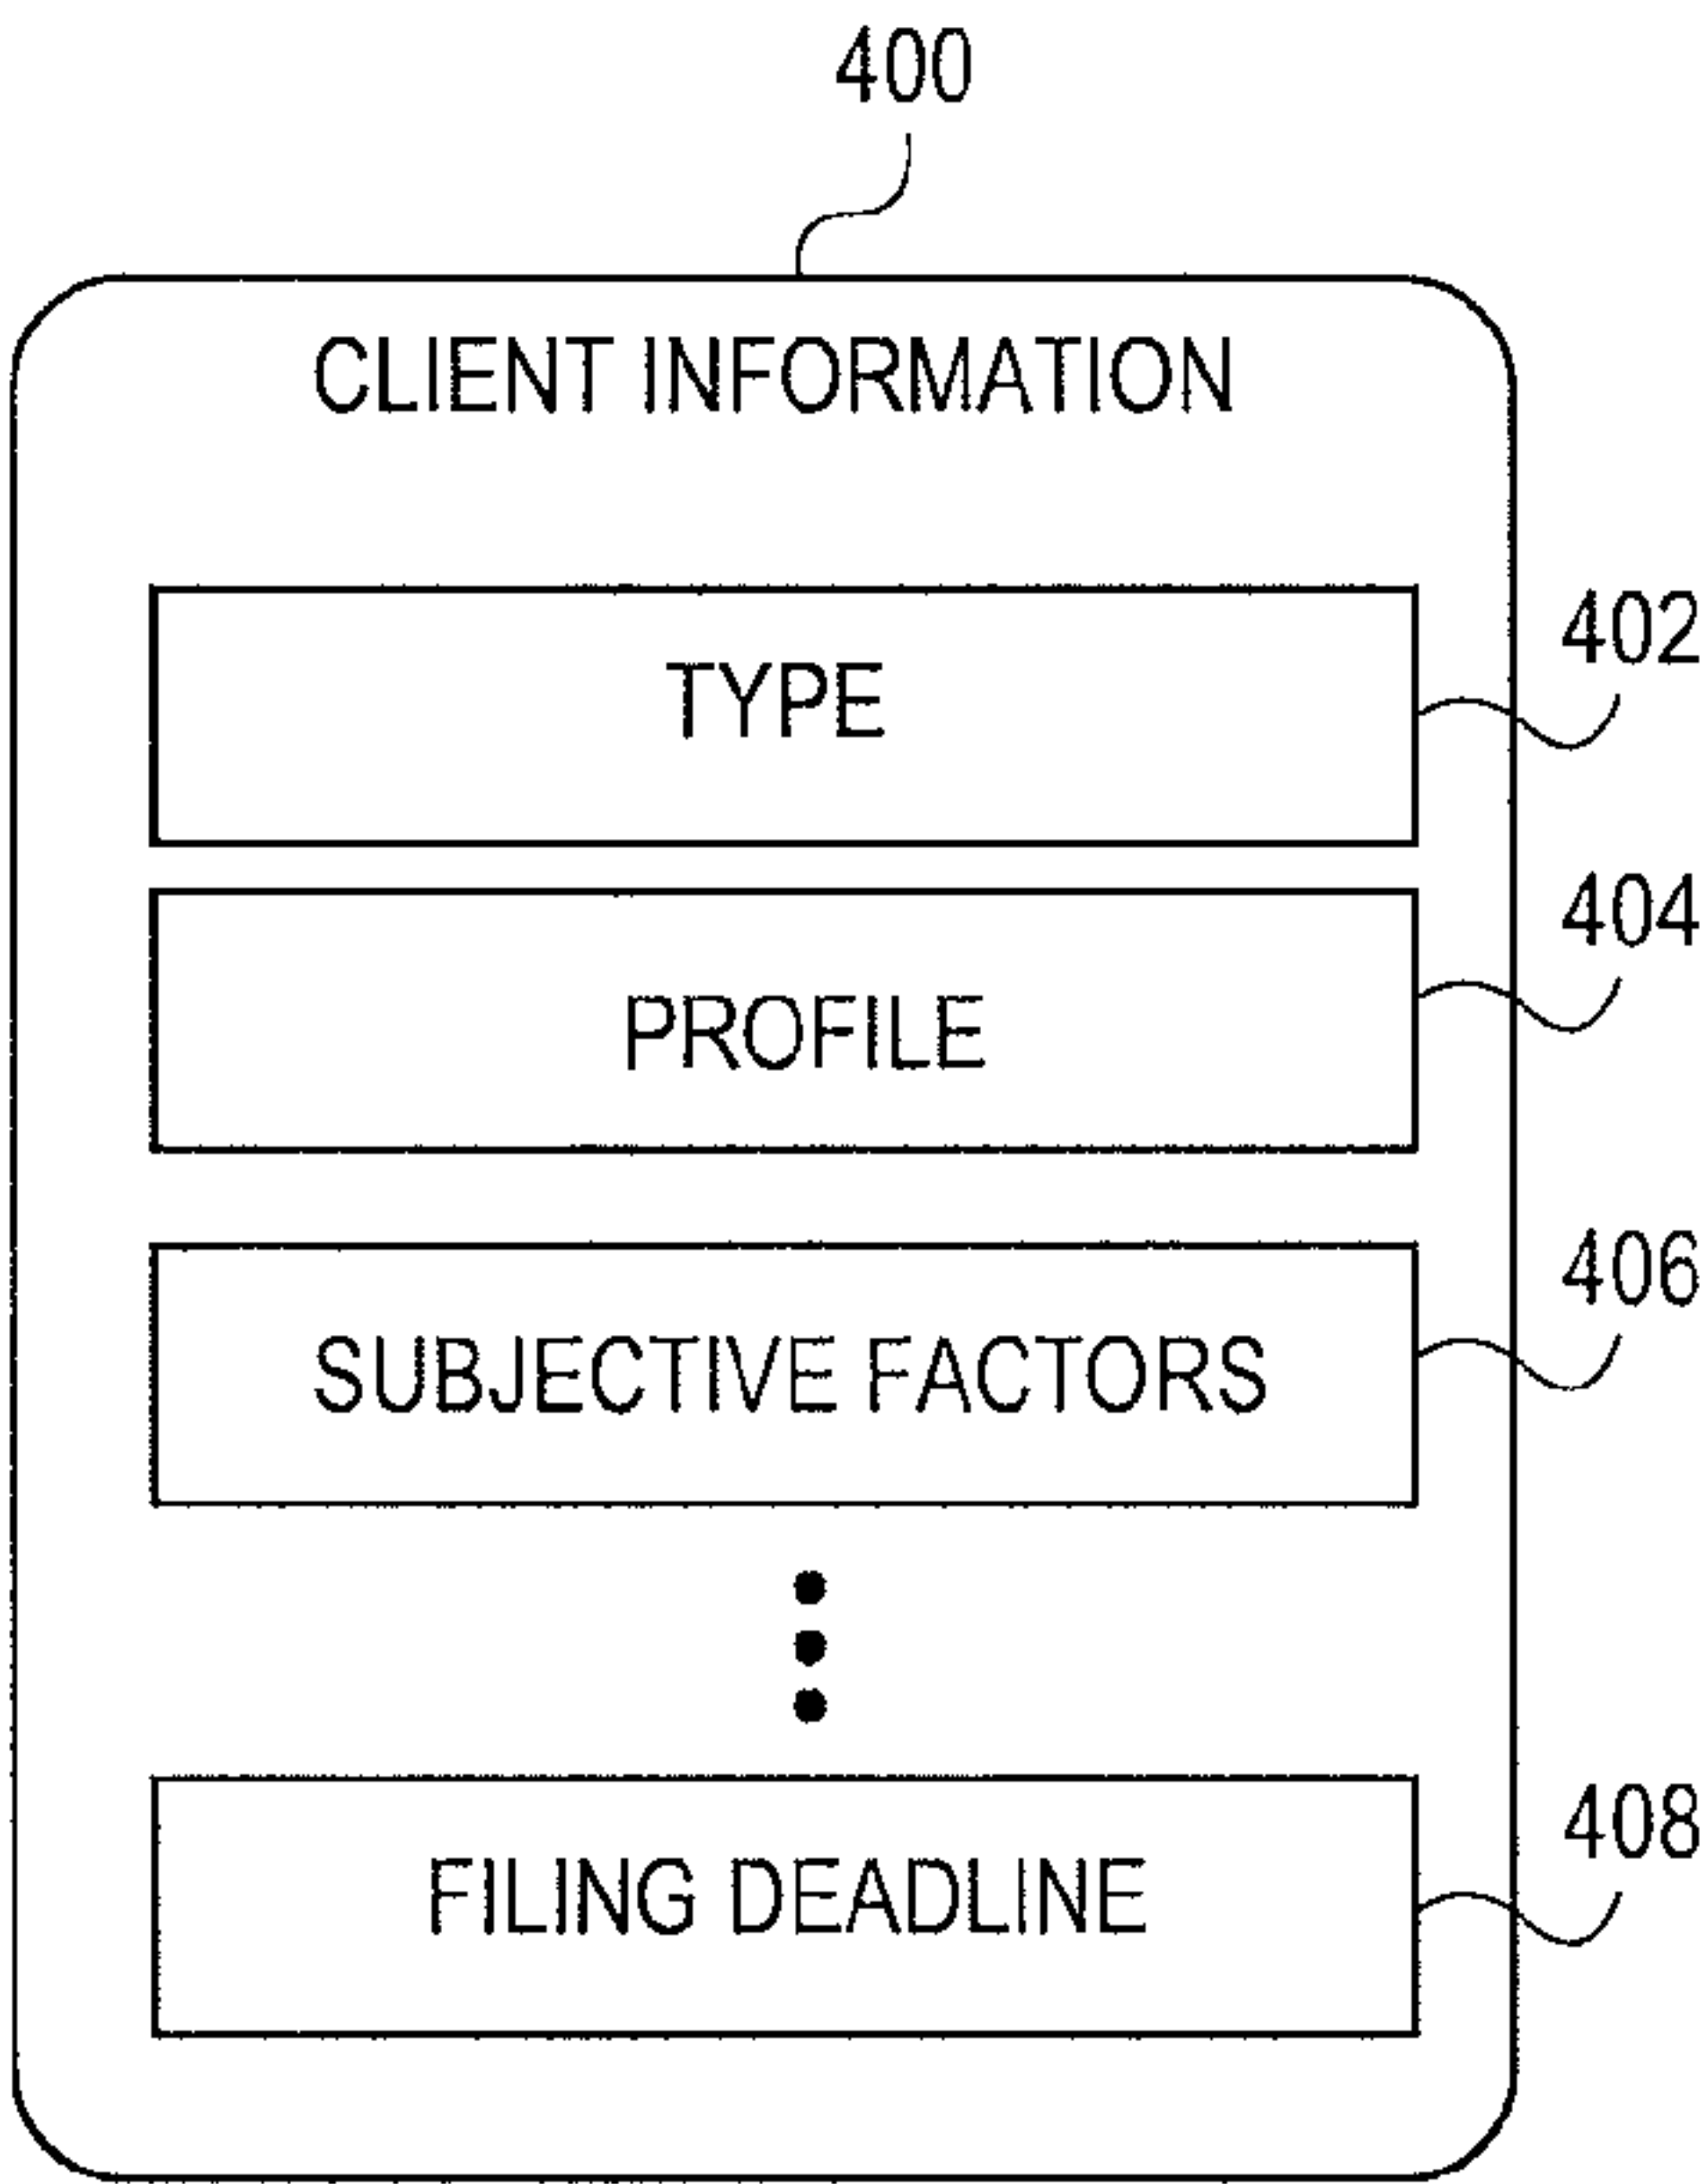 400
CLIENT INFORMATION
TYPE
402
PROFILE
404
SUBJECTIVE FACTORS
406
FILING DEADLINE
408